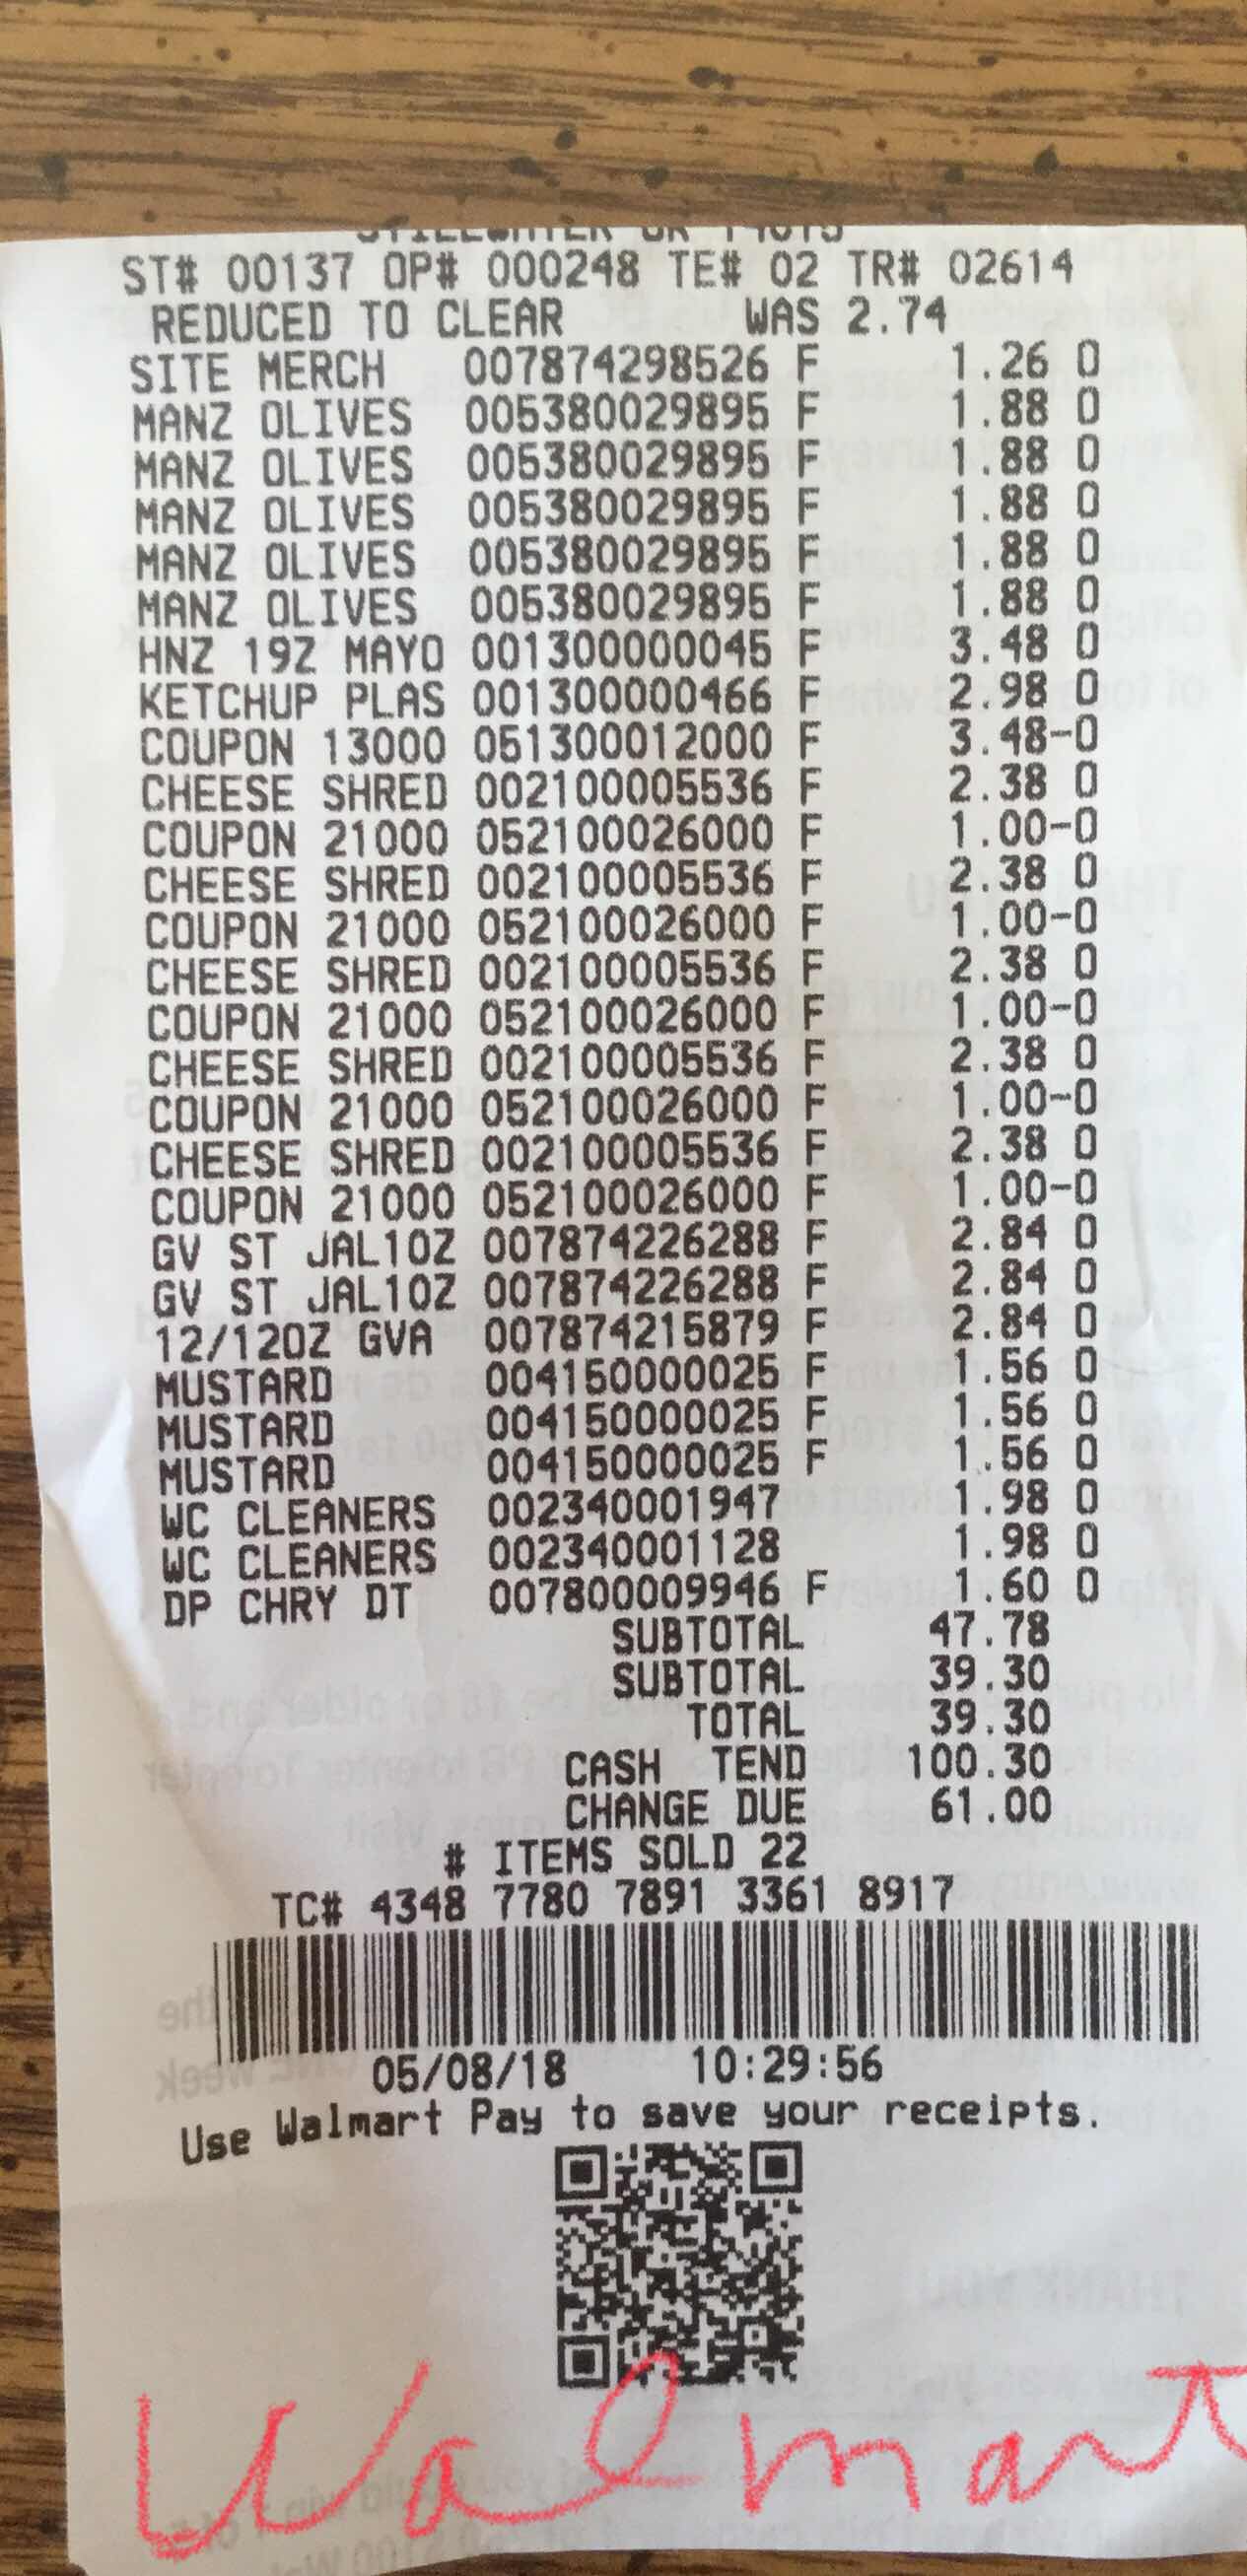 STILLWATER OK 74075
ST# 00137 OP# 000248 TE# 02 TR# 02614
REDUCED TO CLEAR WAS 2.74
SITE MERCH 007874298526 F 1.26 O
MANZ OLIVES 005380029895 F 1.88 O
MANZ OLIVES 005380029895 F 1.88 O
MANZ OLIVES 005380029895 F 1.88 O
MANZ OLIVES 005380029895 F 1.88 O
MANZ OLIVES 005380029895 F 1.88 O
HNZ 19Z MAYO 001300000045 F 3.48 O
KETCHUP PLAS 001300000466 F 2.98 O
COUPON 13000 051300012000 F 3.48-O
CHEESE SHRED 002100005536 F 2.38 O
COUPON 21000 052100026000 F 1.00-O
CHEESE SHRED 002100005536 F 2.38 O
COUPON 21000 052100026000 F 1.00-O
CHEESE SHRED 002100005536 F 2.38 O
COUPON 21000 052100026000 F 1.00-O
CHEESE SHRED 002100005536 F 2.38 O
COUPON 21000 052100026000 F 1.00-O
CHEESE SHRED 002100005536 F 2.38 O
COUPON 21000 052100026000 F 1.00-O
GV ST JAL10Z 007874226288 F 2.84 O
GV ST JAL10Z 007874226288 F 2.84 O
12/12OZ GVA 007874215879 F 2.84 O
MUSTARD 004150000025 F 1.56 O
MUSTARD 004150000025 F 1.56 O
MUSTARD 004150000025 F 1.56 O
WC CLEANERS 002340001947 1.98 O
WC CLEANERS 002340001128 1.98 O
DP CHRY DT 007800009946 F 1.60 O
SUBTOTAL 47.78
SUBTOTAL 39.30
TOTAL 39.30
CASH TEND 100.30
CHANGE DUE 61.00
# ITEMS SOLD 22
TC# 4348 7780 7891 3361 8917
05/08/18 10:29:56
Use Walmart Pay to save your receipts.
Walmart